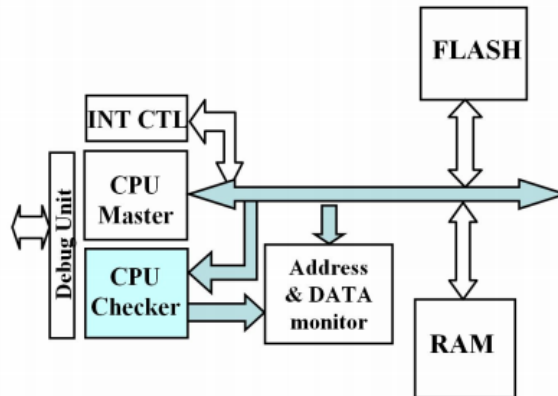 FLASH
INT CTL
CPU
Master
Debug Unit
CPU
Checker
Address
& DATA
monitor
RAM